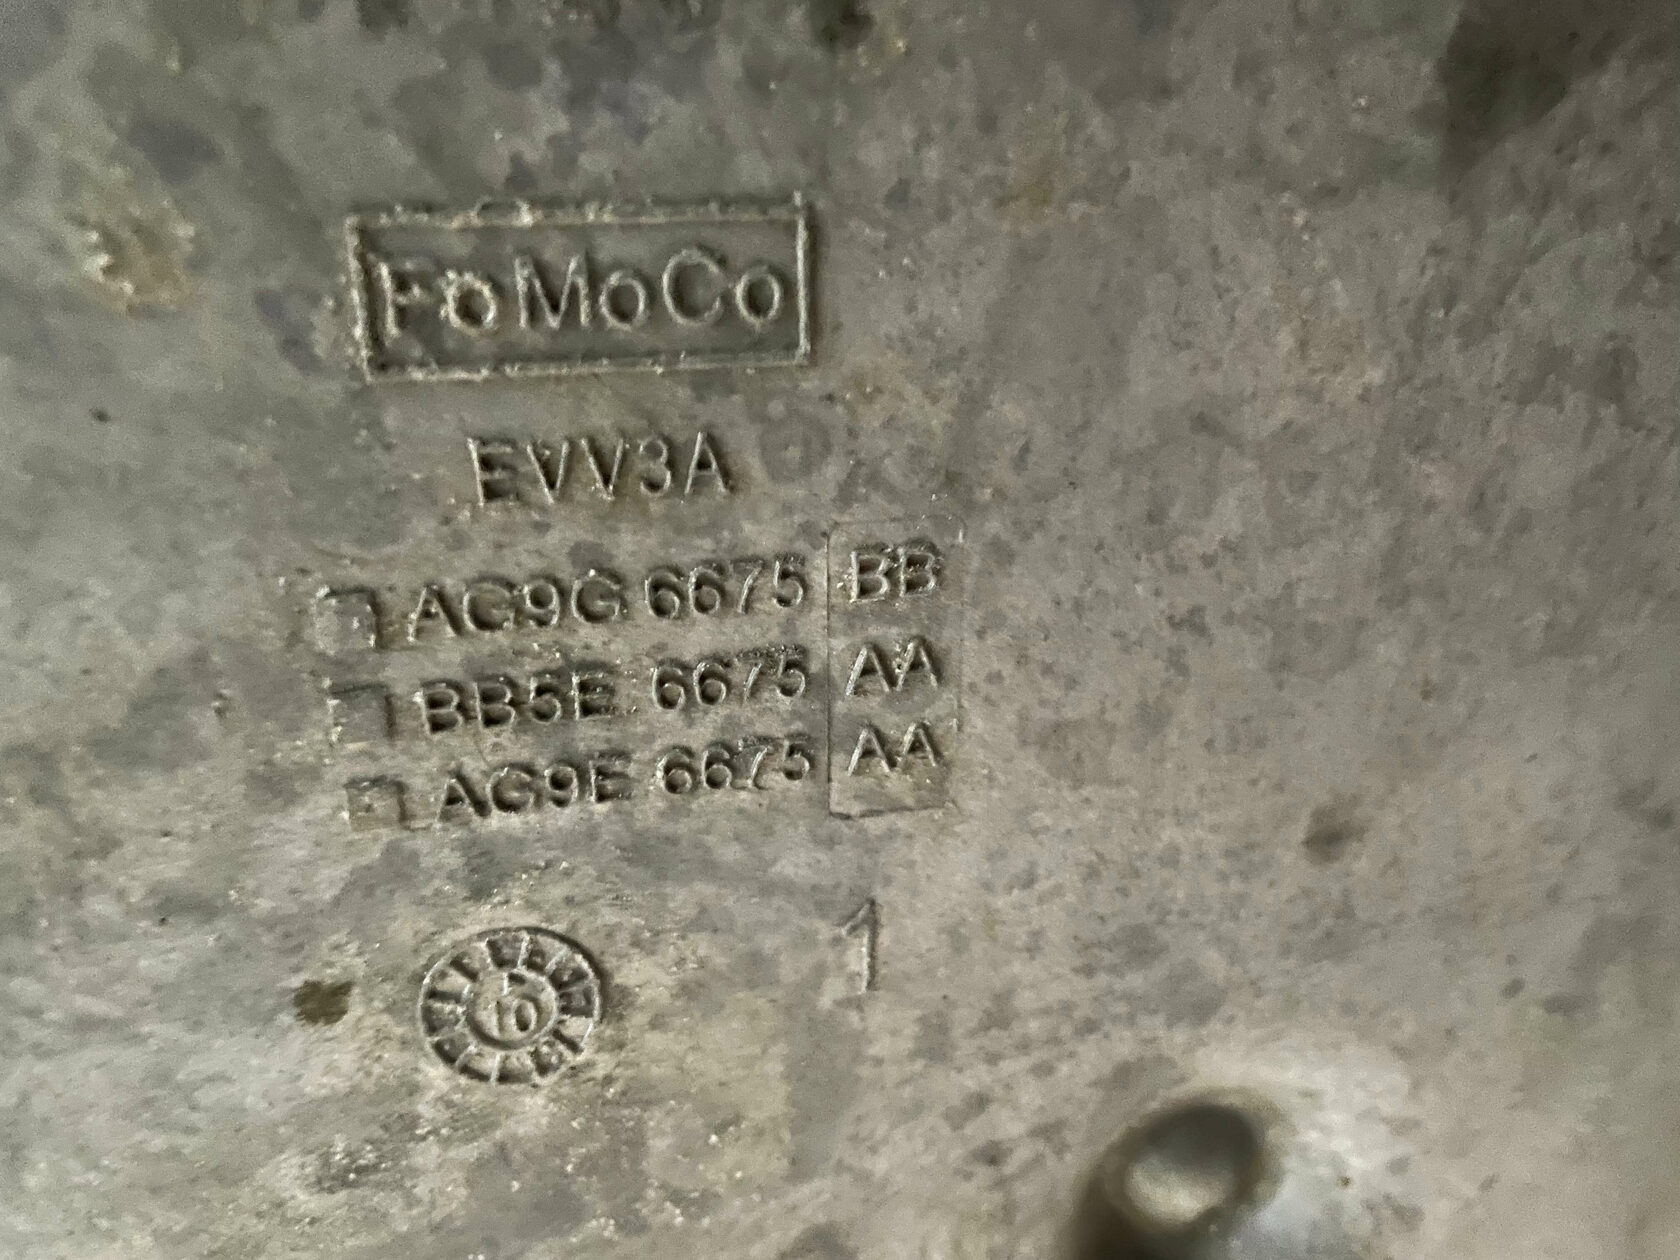 FoMoCo
EVV3A
AG9G 6675 BB
BB5E 6675 AA
AG9E 6675 AA
1
10